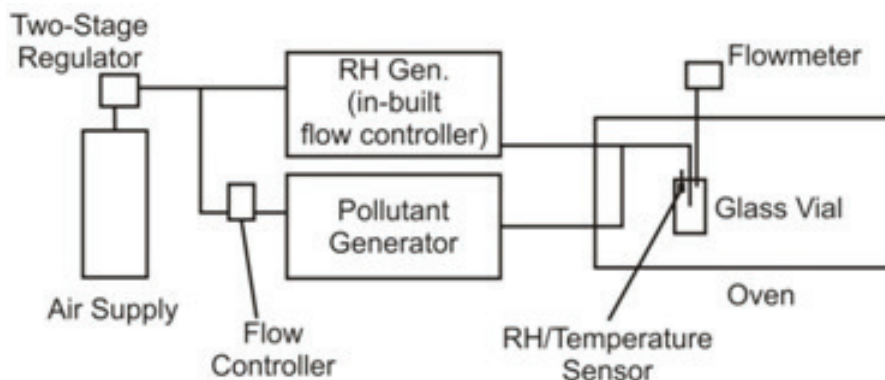 Two-Stage
Regulator
RH Gen.
(in-built
flow controller)
Flowmeter
Pollutant
Generator
Glass Vial
Air Supply
Oven
Flow
Controller
RH/Temperature
Sensor